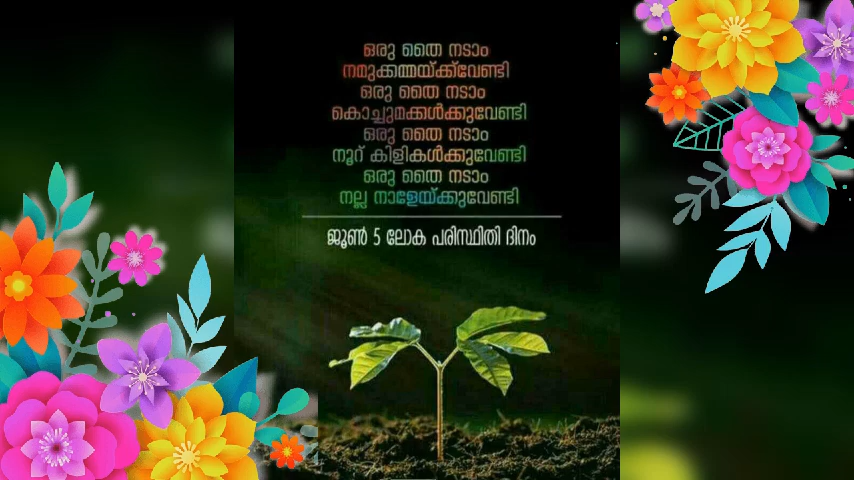 ഒരു തൈ നടാം
നമുക്കമ്മയ്ക്ക്‌വേണ്ടി
ഒരു തൈ നടാം
കൊച്ചുമക്കൾക്കുവേണ്ടി
ഒരു തൈ നടാം
നൂറ് കിളികൾക്കുവേണ്ടി
ഒരു തൈ നടാം
നല്ല നാളേയ്ക്കുവേണ്ടി
ജൂൺ 5 ലോക പരിസ്ഥിതി ദിനം